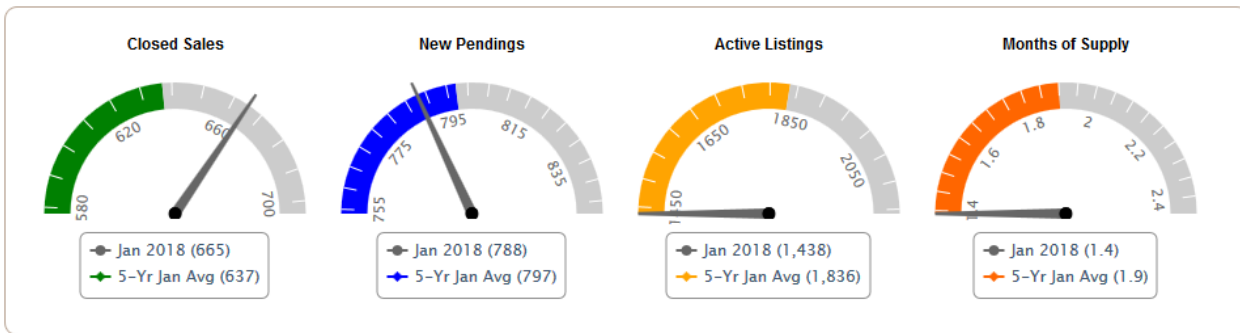 Closed Sales
580
620
660
700
Jan 2018 (665)
5-Yr Jan Avg (637)
New Pendings
755
775
795
815
835
Jan 2018 (788)
5-Yr Jan Avg (797)
Active Listings
1450
1650
1850
2050
Jan 2018 (1,438)
5-Yr Jan Avg (1,836)
Months of Supply
1.4
1.6
1.8
2
2.2
2.4
Jan 2018 (1.4)
5-Yr Jan Avg (1.9)